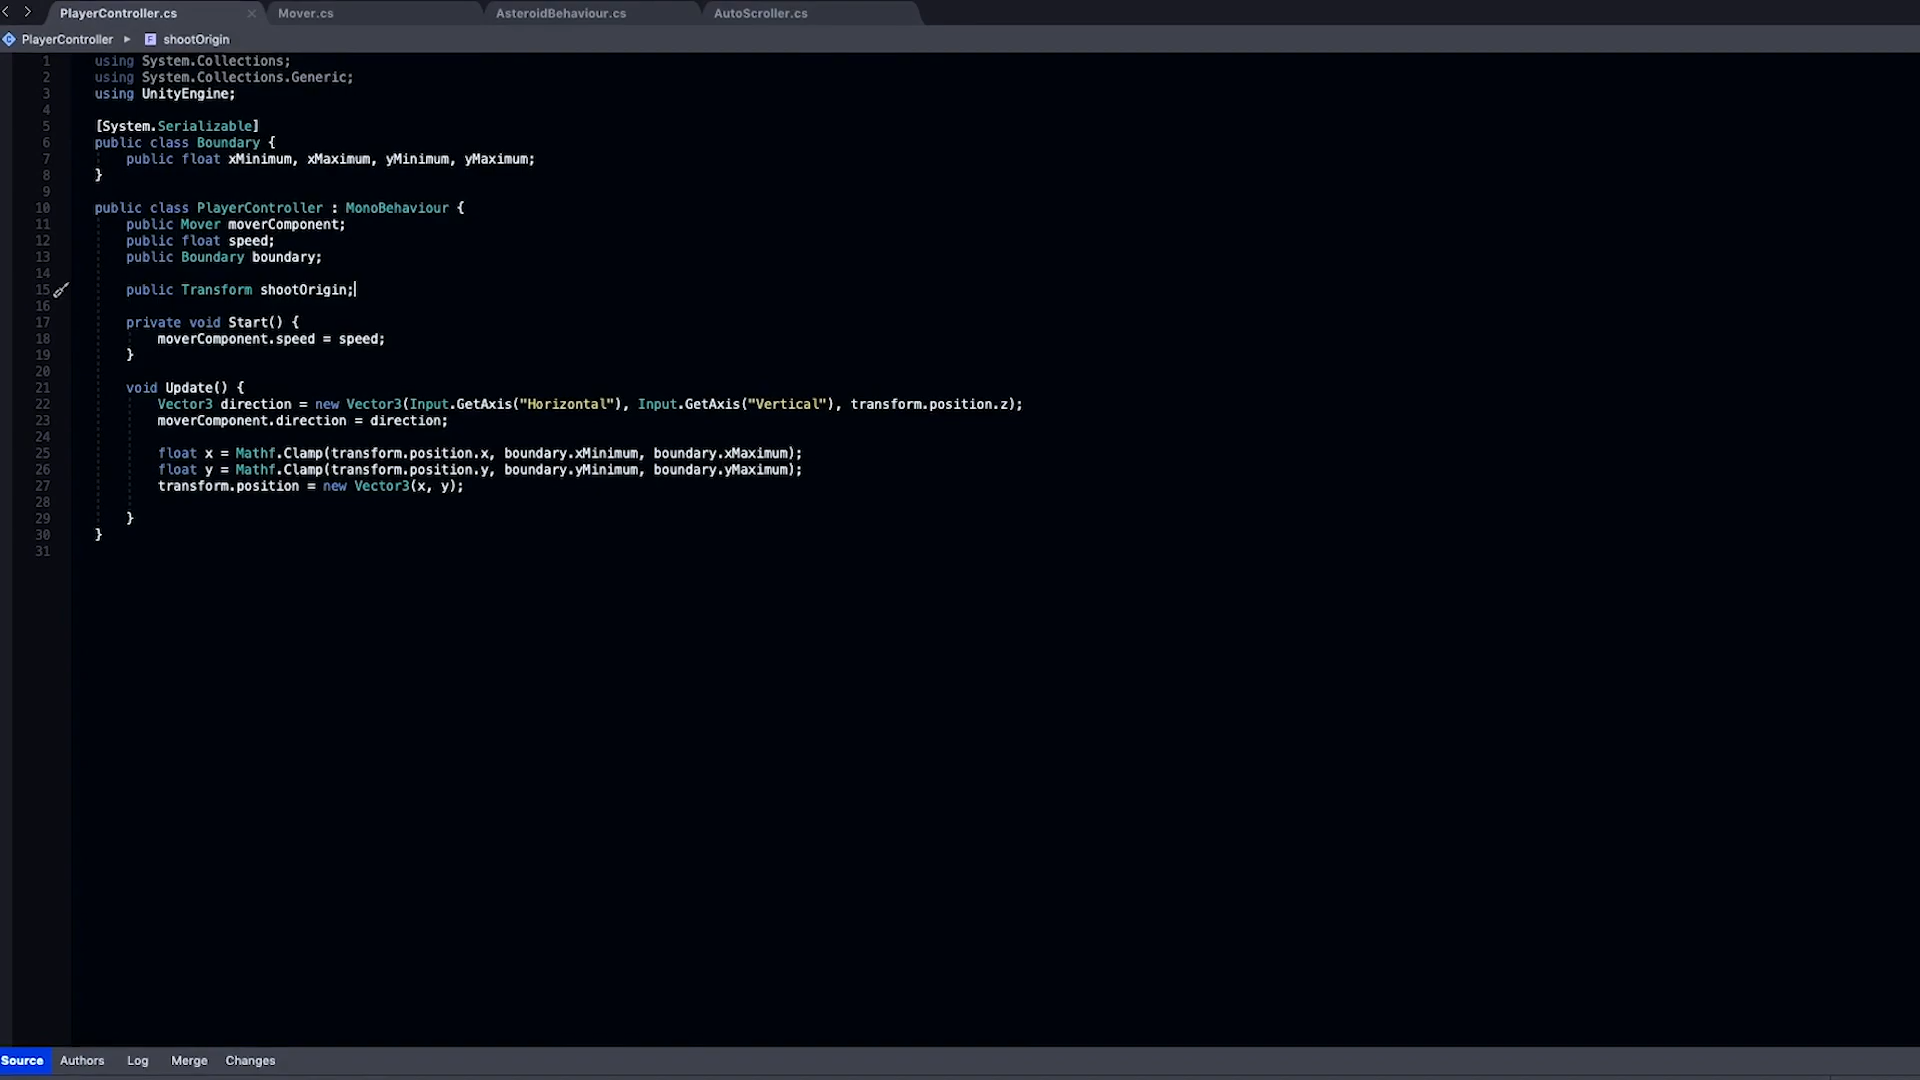 PlayerController.cs
Mover.cs
AsteroidBehaviour.cs
AutoScroller.cs
PlayerController ▸ F shootOrigin
1 using System.Collections;
2 using System.Collections.Generic;
3 using UnityEngine;
4
5 [System.Serializable]
6 public class Boundary {
7 public float xMinimum, xMaximum, yMinimum, yMaximum;
8 }
9
10 public class PlayerController : MonoBehaviour {
11 public Mover moverComponent;
12 public float speed;
13 public Boundary boundary;
14
15 public Transform shootOrigin;
16
17 private void Start() {
18 moverComponent.speed = speed;
19 }
20
21 void Update() {
22 Vector3 direction = new Vector3(Input.GetAxis("Horizontal"), Input.GetAxis("Vertical"), transform.position.z);
23 moverComponent.direction = direction;
24
25 float x = Mathf.Clamp(transform.position.x, boundary.xMinimum, boundary.xMaximum);
26 float y = Mathf.Clamp(transform.position.y, boundary.yMinimum, boundary.yMaximum);
27 transform.position = new Vector3(x, y);
28
29 }
30 }
31
Source Authors Log Merge Changes